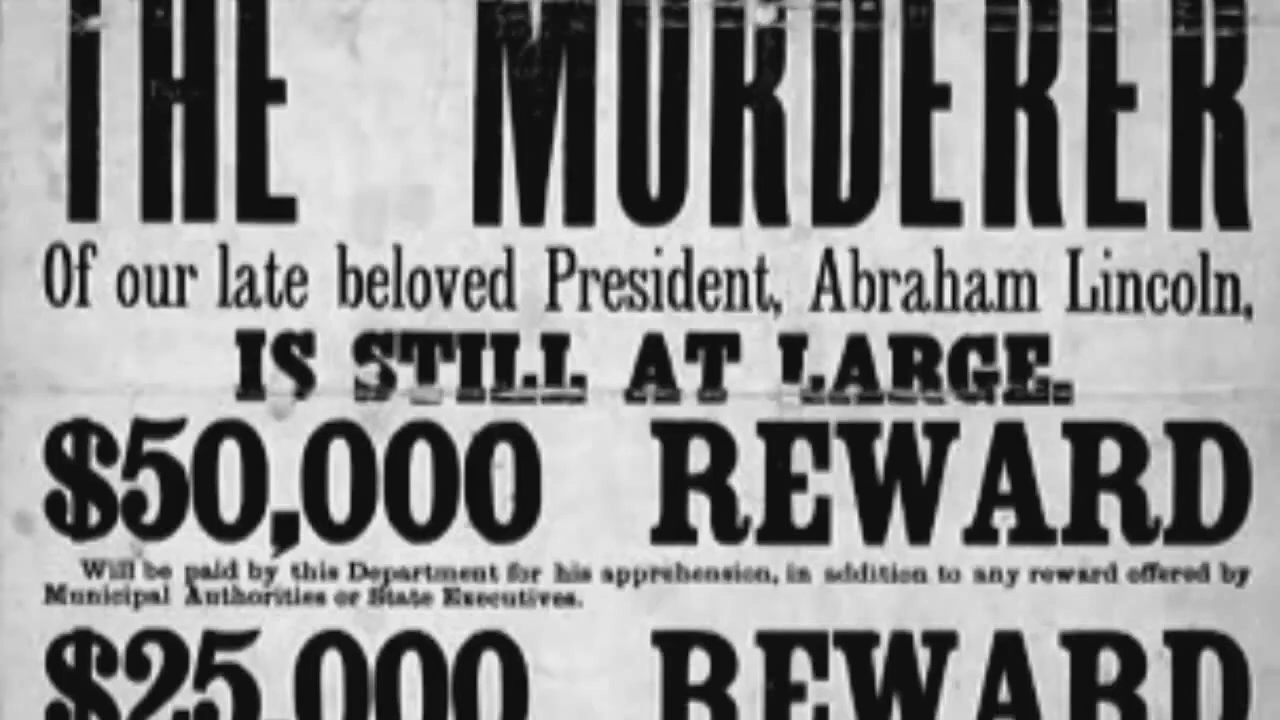 THE MURDERER
Of our late beloved President, Abraham Lincoln,
IS STILL AT LARGE.
$50,000 REWARD
Will be paid by this Department for his apprehension, in addition to any reward offered by
Municipal Authorities or State Executives.
$25,000 REWARD